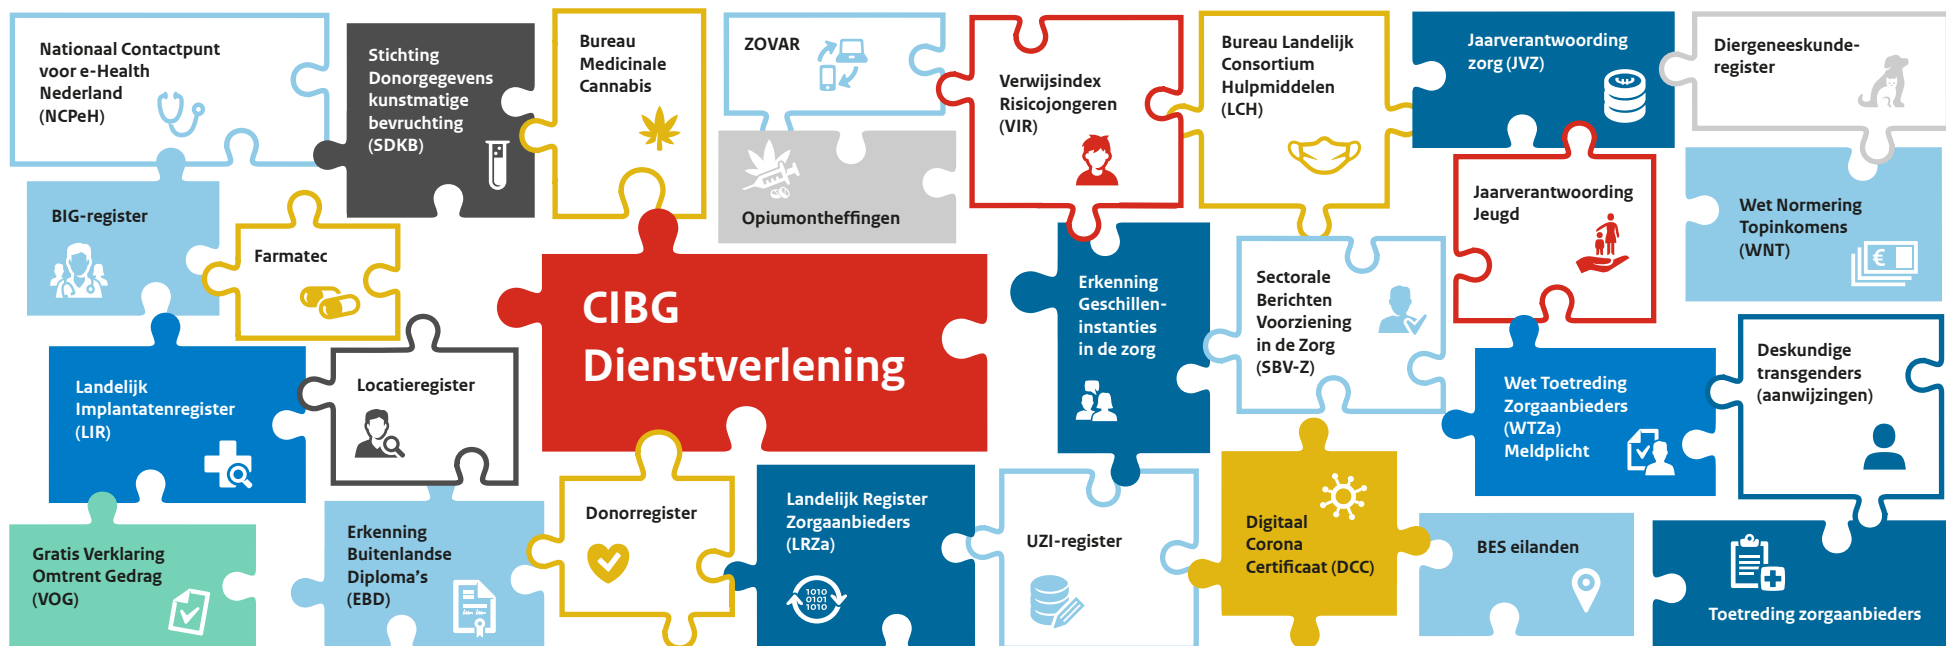 Nationaal Contactpunt
voor e-Health
Nederland
(NCPeH)
Stichting
Donorgegevens
kunstmatige
bevruchting
(SDKB)
Bureau
Medicinale
Cannabis
ZOVAR
Verwijsindex
Risicojongeren
(VIR)
Bureau Landelijk
Consortium
Hulpmiddelen
(LCH)
Jaarverantwoording
zorg (JVZ)
Diergeneeskunde-
register
BIG-register
Farmatec
Opiumontheffingen
Jaarverantwoording
Jeugd
Wet Normering
Topinkomens
(WNT)
€
CIBG
Dienstverlening
Erkenning
Geschillen-
instanties
in de zorg
Sectorale
Berichten
Voorziening
in de Zorg
(SBV-Z)
Landelijk
Implantatenregister
(LIR)
Locatieregister
Wet Toetreding
Zorgaanbieders
(WTZa)
Meldplicht
Deskundige
transgenders
(aanwijzingen)
Gratis Verklaring
Omtrent Gedrag
(VOG)
Erkenning
Buitenlandse
Diploma's
(EBD)
Donorregister
Landelijk Register
Zorgaanbieders
(LRZa)
1010
0101
1010
UZI-register
Digitaal
Corona
Certificaat (DCC)
BES eilanden
Toetreding zorgaanbieders